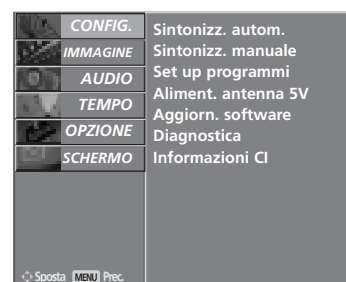 CONFIG.
IMMAGINE
AUDIO
TEMPO
OPZIONE
SCHERMO
Sintonizz. autom.
Sintonizz. manuale
Set up programmi
Aliment. antenna 5V
Aggiorn. software
Diagnostica
Informazioni CI
Sposta MENU Prec.